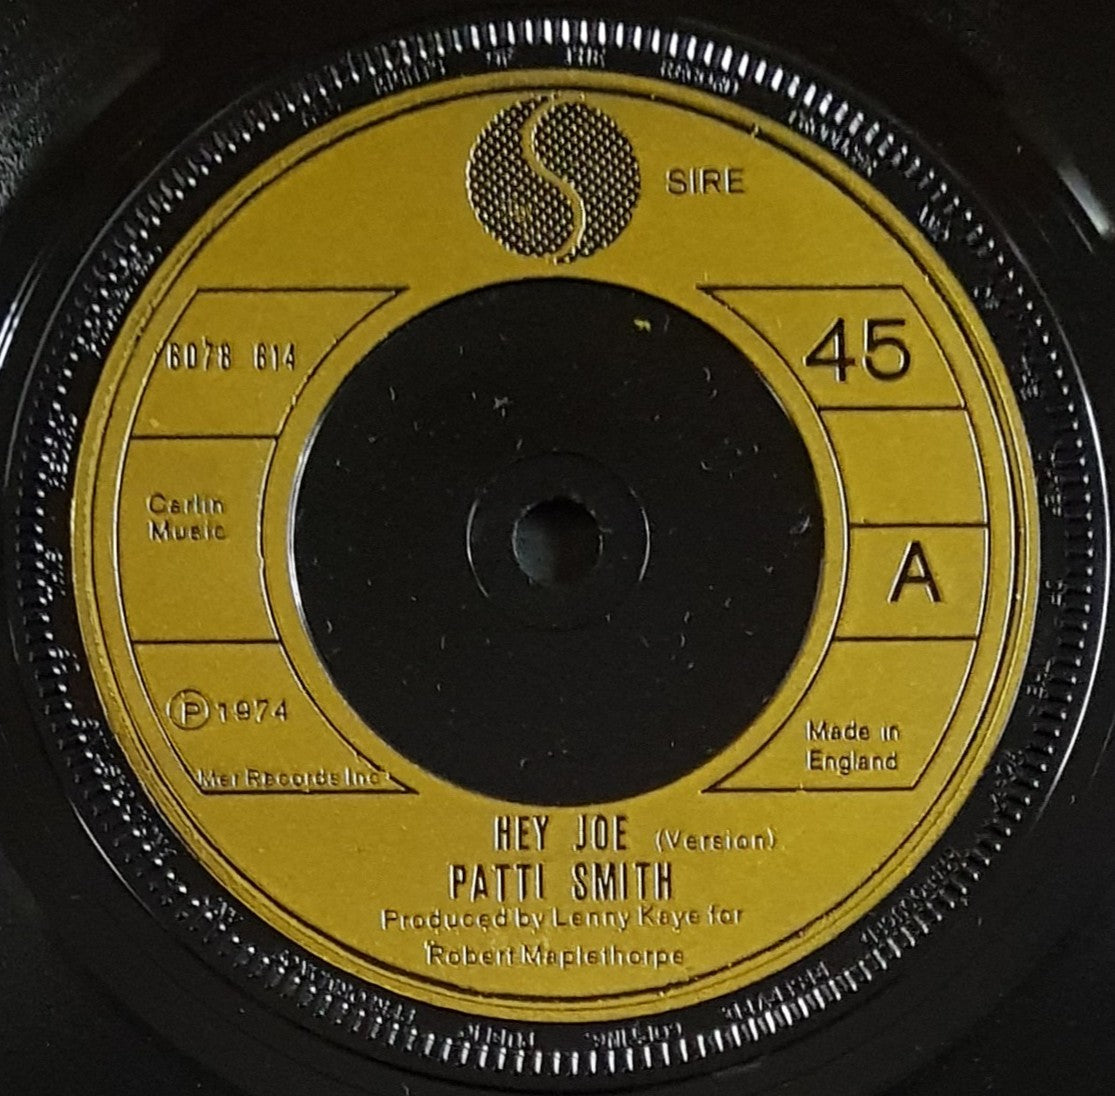 SIRE
6078 614
45
Carlin
Music
A
Ⓟ1974
Mer Records Inc
Made in
England
HEY JOE (Version)
PATTI SMITH
Produced by Lenny Kaye for
Robert Maplethorpe